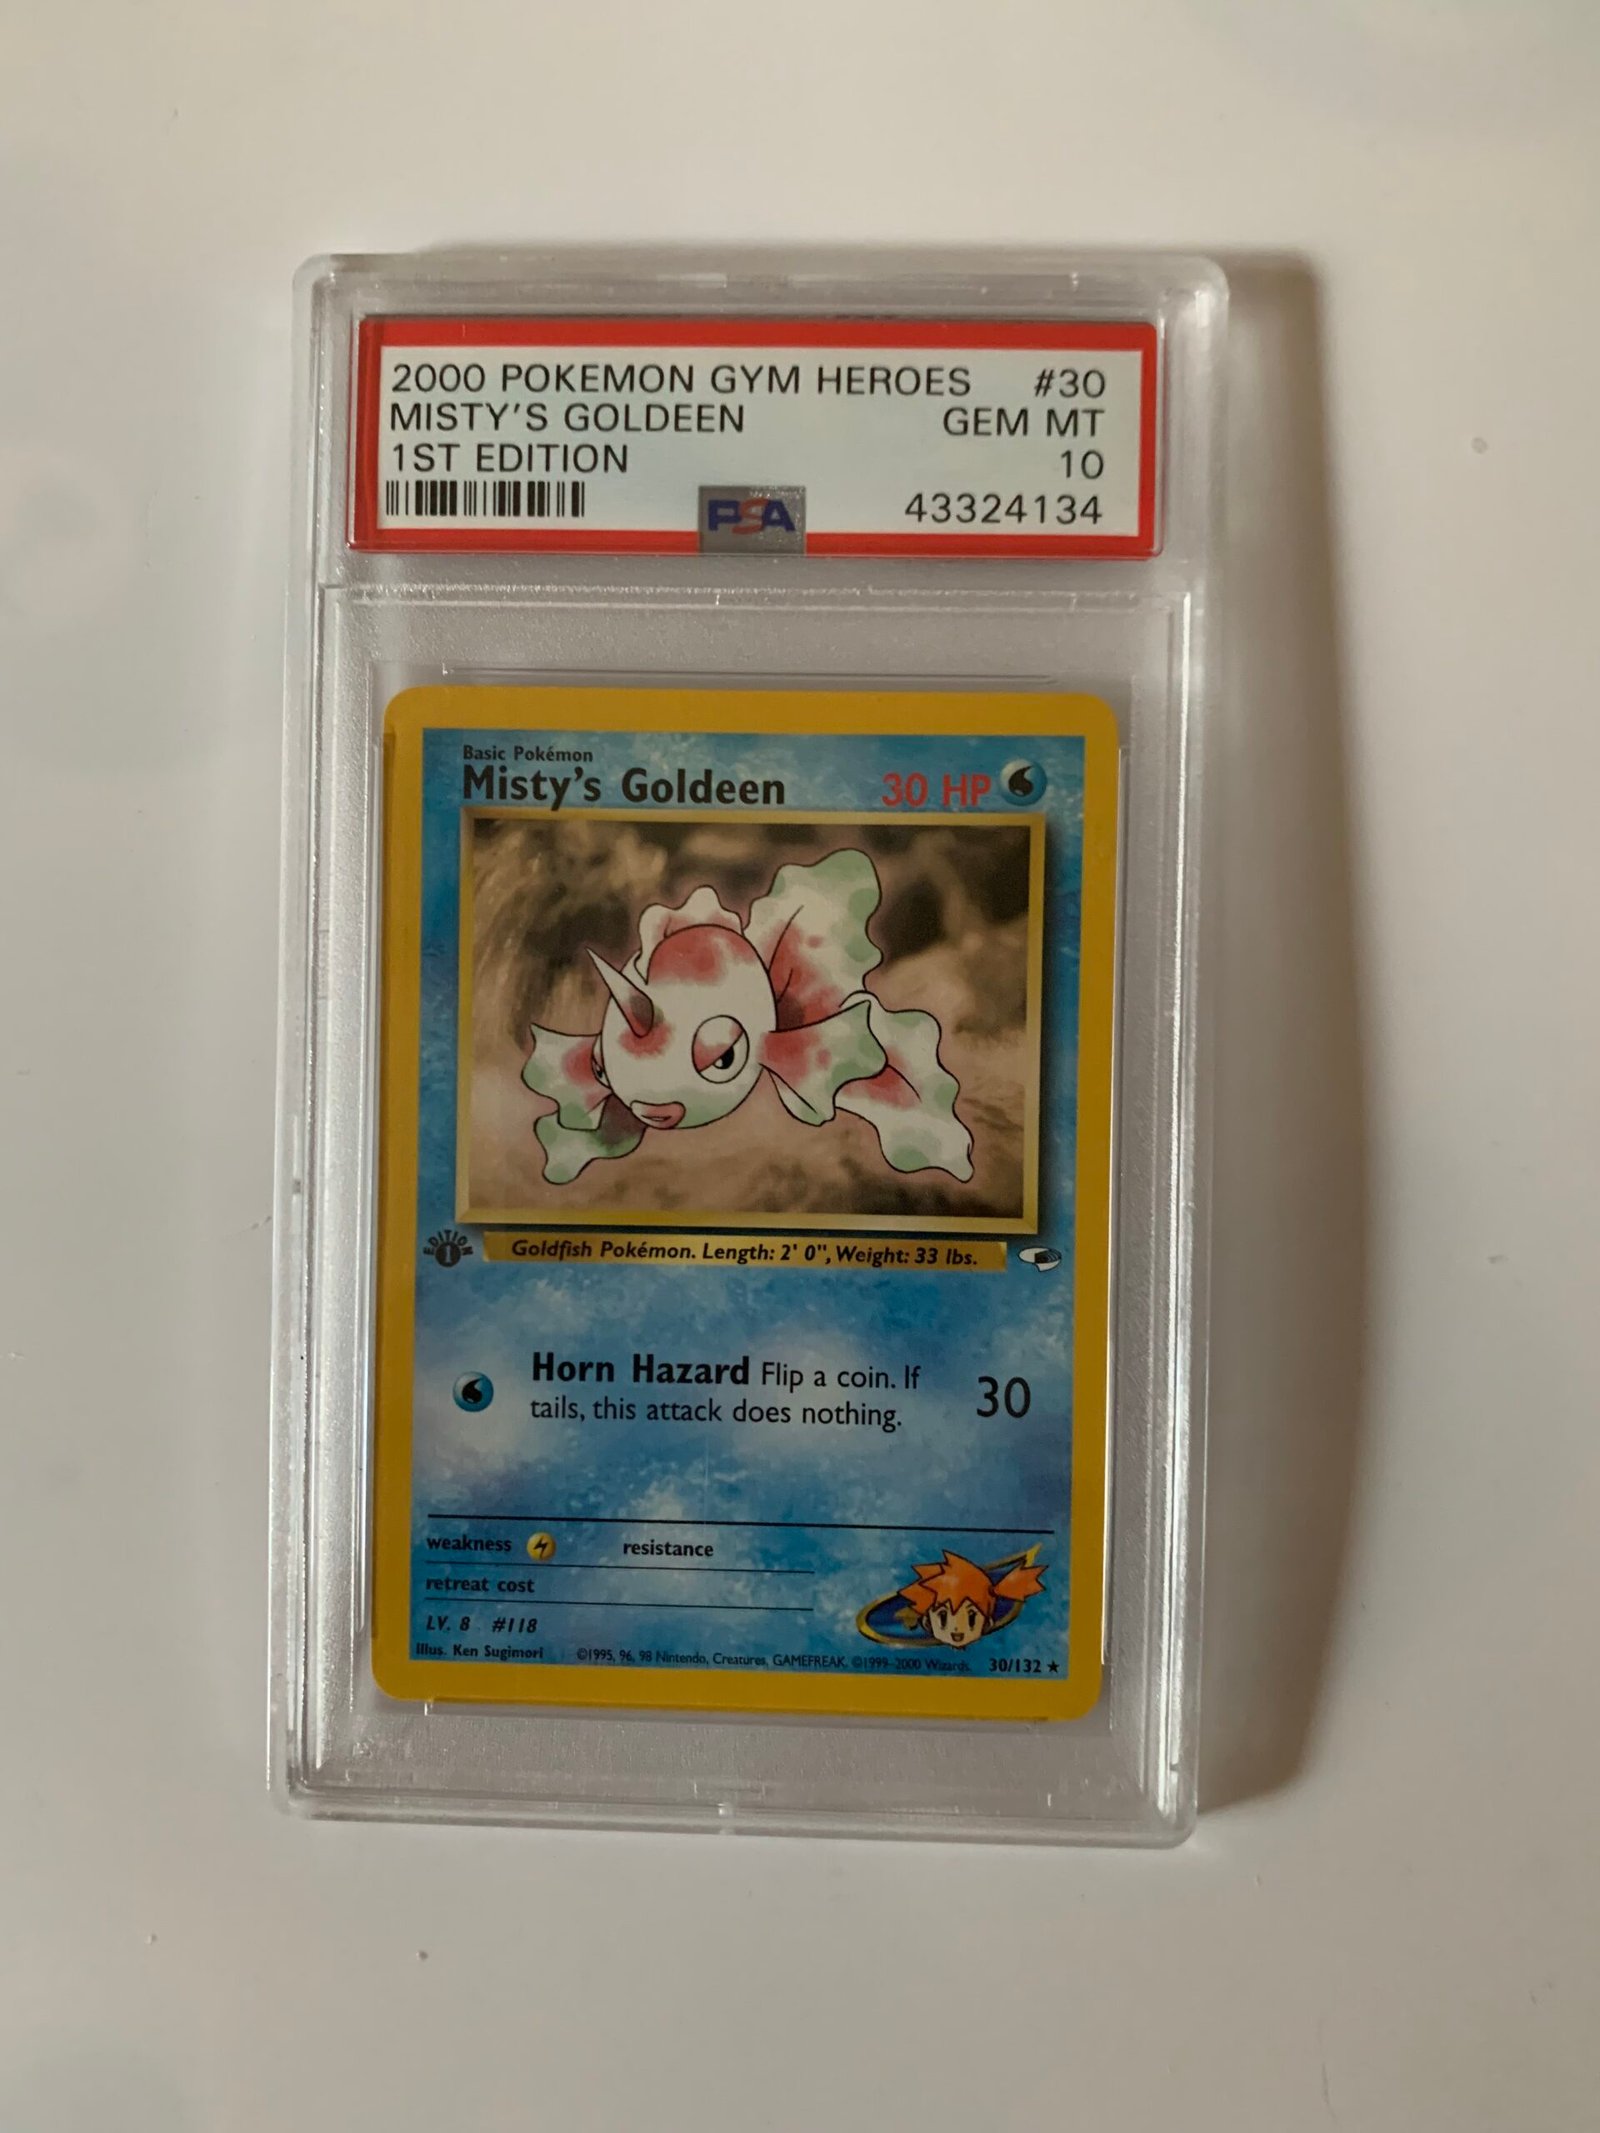 2000 POKEMON GYM HEROES #30
MISTY'S GOLDEEN GEM MT
1ST EDITION 10
PSA 43324134
Basic Pokémon
Misty's Goldeen 30 HP
EDITION 1
Goldfish Pokémon. Length: 2' 0", Weight: 33 lbs.
Horn Hazard Flip a coin. If
tails, this attack does nothing. 30
weakness resistance
retreat cost
LV. 8 #118
Illus. Ken Sugimori ©1995, 96, 98 Nintendo, Creatures, GAMEFREAK. ©1999-2000 Wizards. 30/132 ★